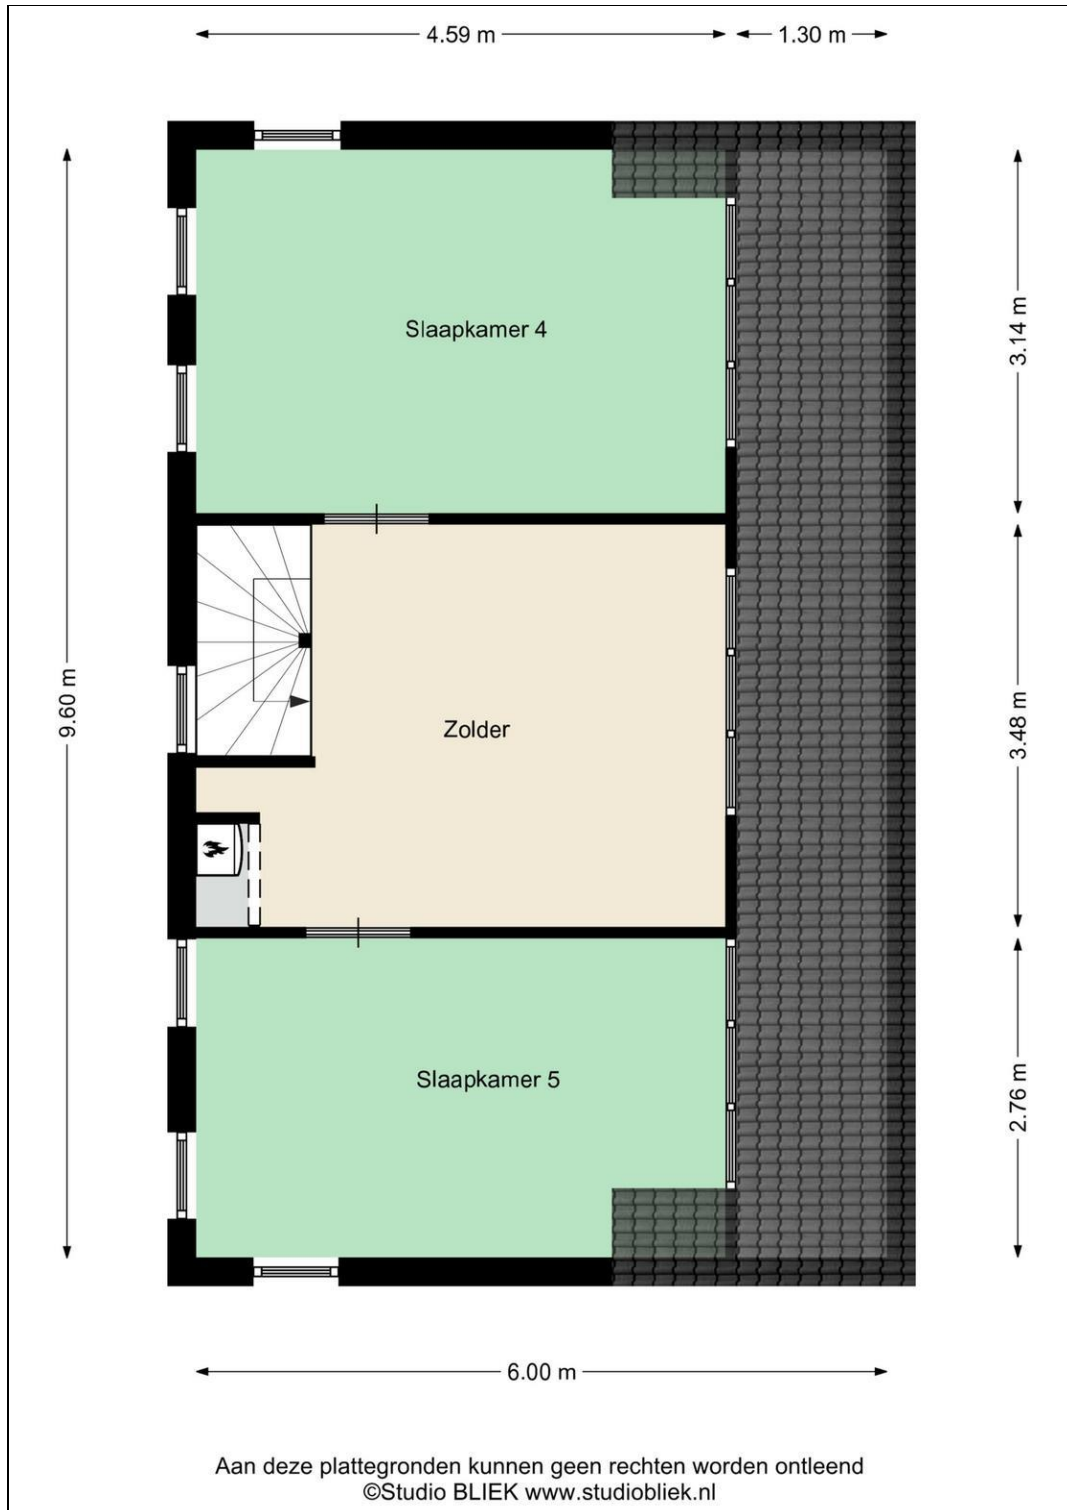 4.59 m
1.30 m
Slaapkamer 4
3.14 m
9.60 m
Zolder
3.48 m
Slaapkamer 5
2.76 m
6.00 m
Aan deze plattegronden kunnen geen rechten worden ontleend
©Studio BLIEK www.studiobliek.nl